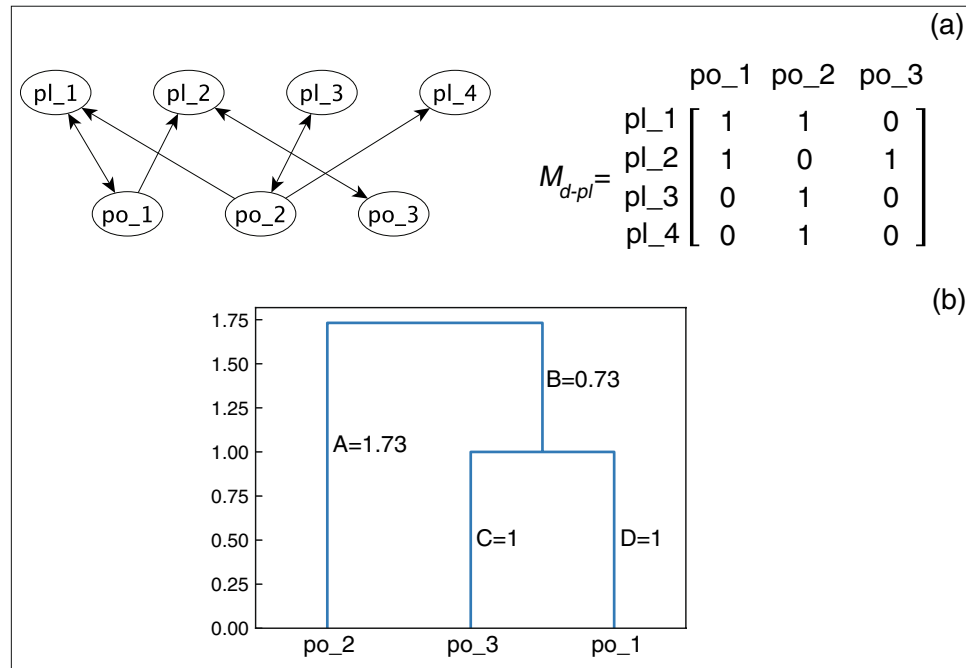 (a)
pl_1 pl_2 pl_3 pl_4
po_1 po_2 po_3
po_1 po_2 po_3
M_{d-pl}=
pl_1 1 1 0
pl_2 1 0 1
pl_3 0 1 0
pl_4 0 1 0
(b)
1.75
1.50
1.25
1.00
0.75
0.50
0.25
0.00
B=0.73
A=1.73
C=1 D=1
po_2 po_3 po_1